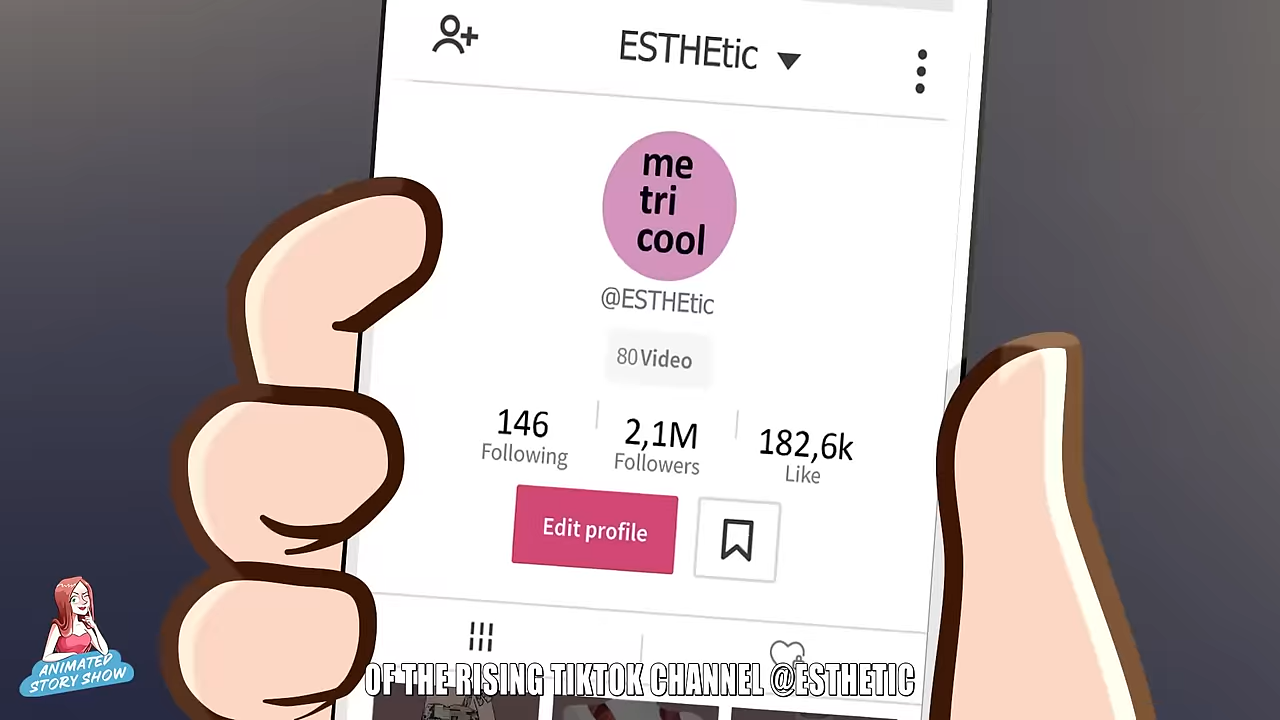 ESTHEtic
me
tri
cool
@ESTHEtic
80 Video
146 2,1M 182,6k
Following Followers Like
Edit profile
OF THE RISING TIKTOK CHANNEL @ESTHETIC
ANIMATED
STORY SHOW